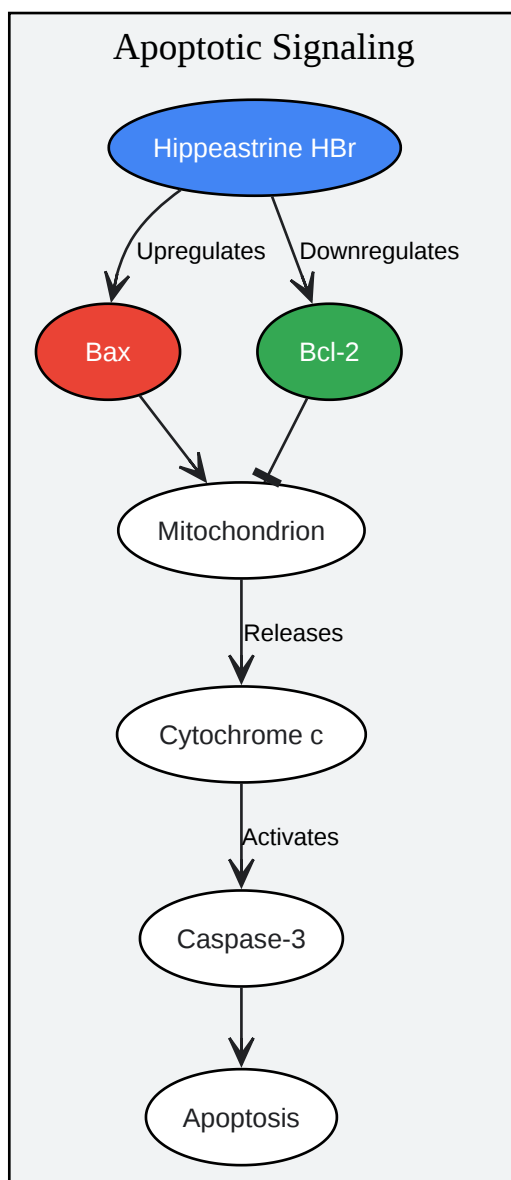 Apoptotic Signaling
Hippeastrine HBr
Upregulates
Downregulates
Bax
Bcl-2
Mitochondrion
Releases
Cytochrome c
Activates
Caspase-3
Apoptosis